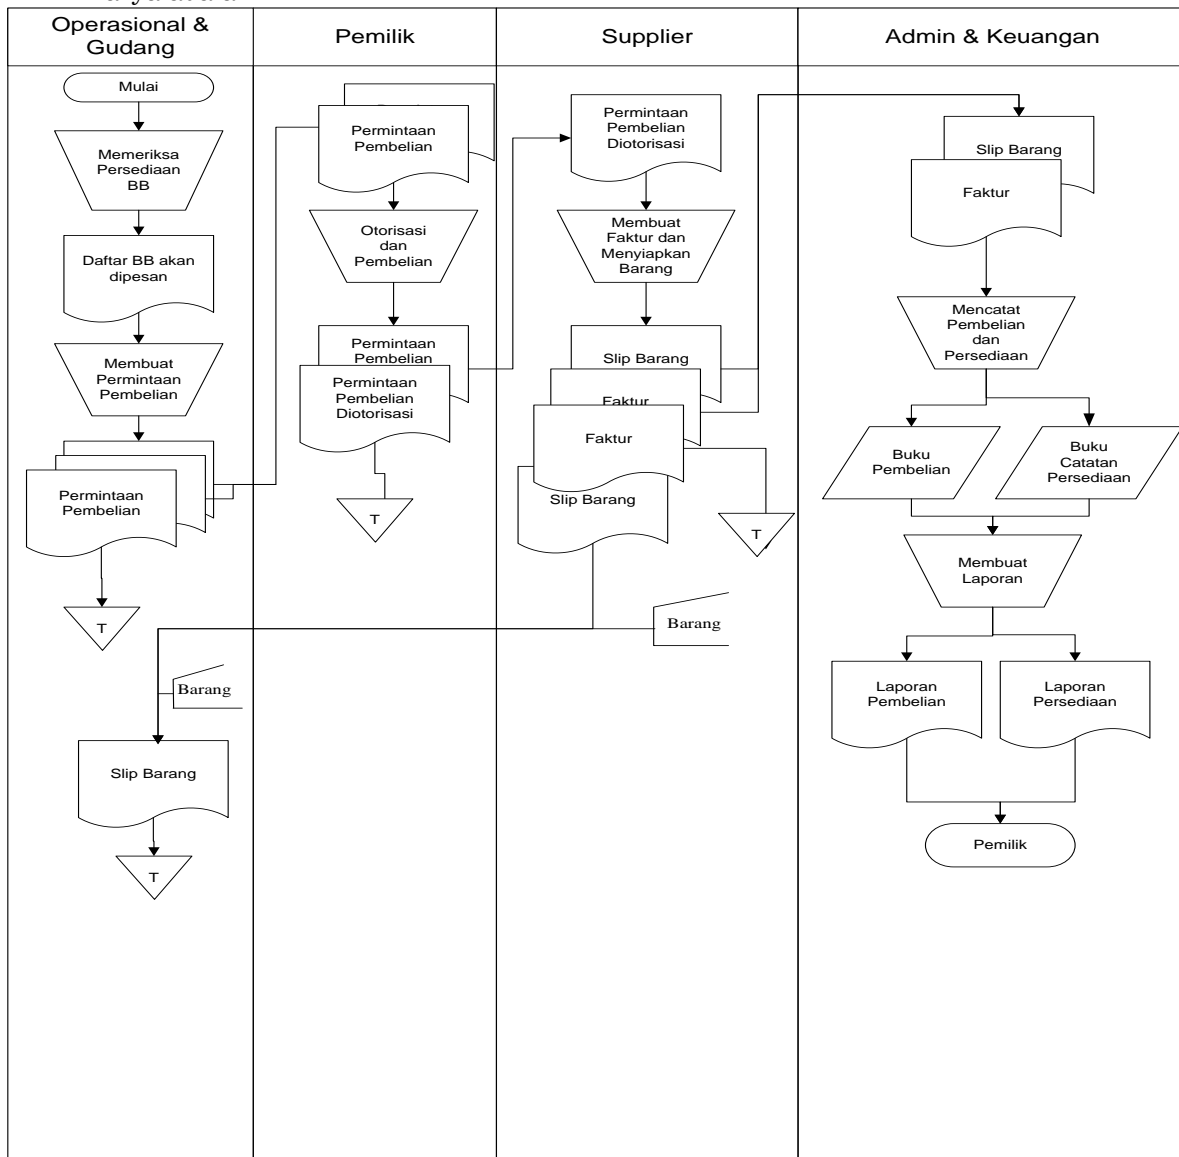 Operasional &
Gudang
Pemilik
Supplier
Admin & Keuangan
Mulai
Memeriksa
Persediaan
BB
Daftar BB akan
dipesan
Membuat
Permintaan
Pembelian
Permintaan
Pembelian
T
Barang
Slip Barang
T
Permintaan
Pembelian
Otorisasi
dan
Pembelian
Permintaan
Pembelian
Permintaan
Pembelian
Diotorisasi
T
Permintaan
Pembelian
Diotorisasi
Membuat
Faktur dan
Menyiapkan
Barang
Slip Barang
Faktur
Faktur
Slip Barang
T
Barang
Slip Barang
Faktur
Mencatat
Pembelian
dan
Persediaan
Buku
Pembelian
Buku
Catatan
Persediaan
Membuat
Laporan
Laporan
Pembelian
Laporan
Persediaan
Pemilik